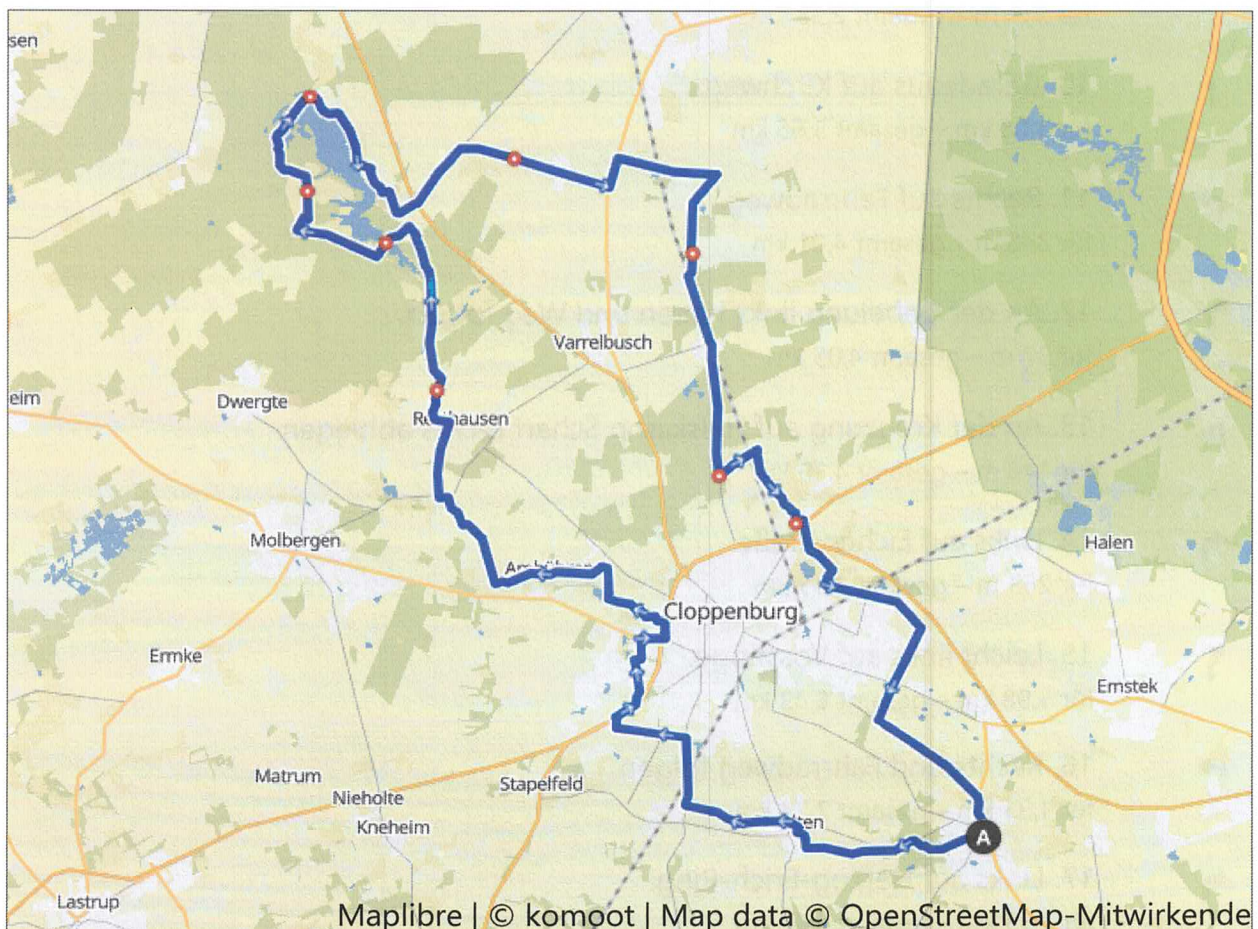 sen
Varrelbusch
eim
Dwergte
Molbergen
Halen
Cloppenburg
Ermke
Emstek
Matrum
Stapelfeld
Nieholte
Kneheim
A
Lastrup
Maplibre | © komoot | Map data © OpenStreetMap-Mitwirkende